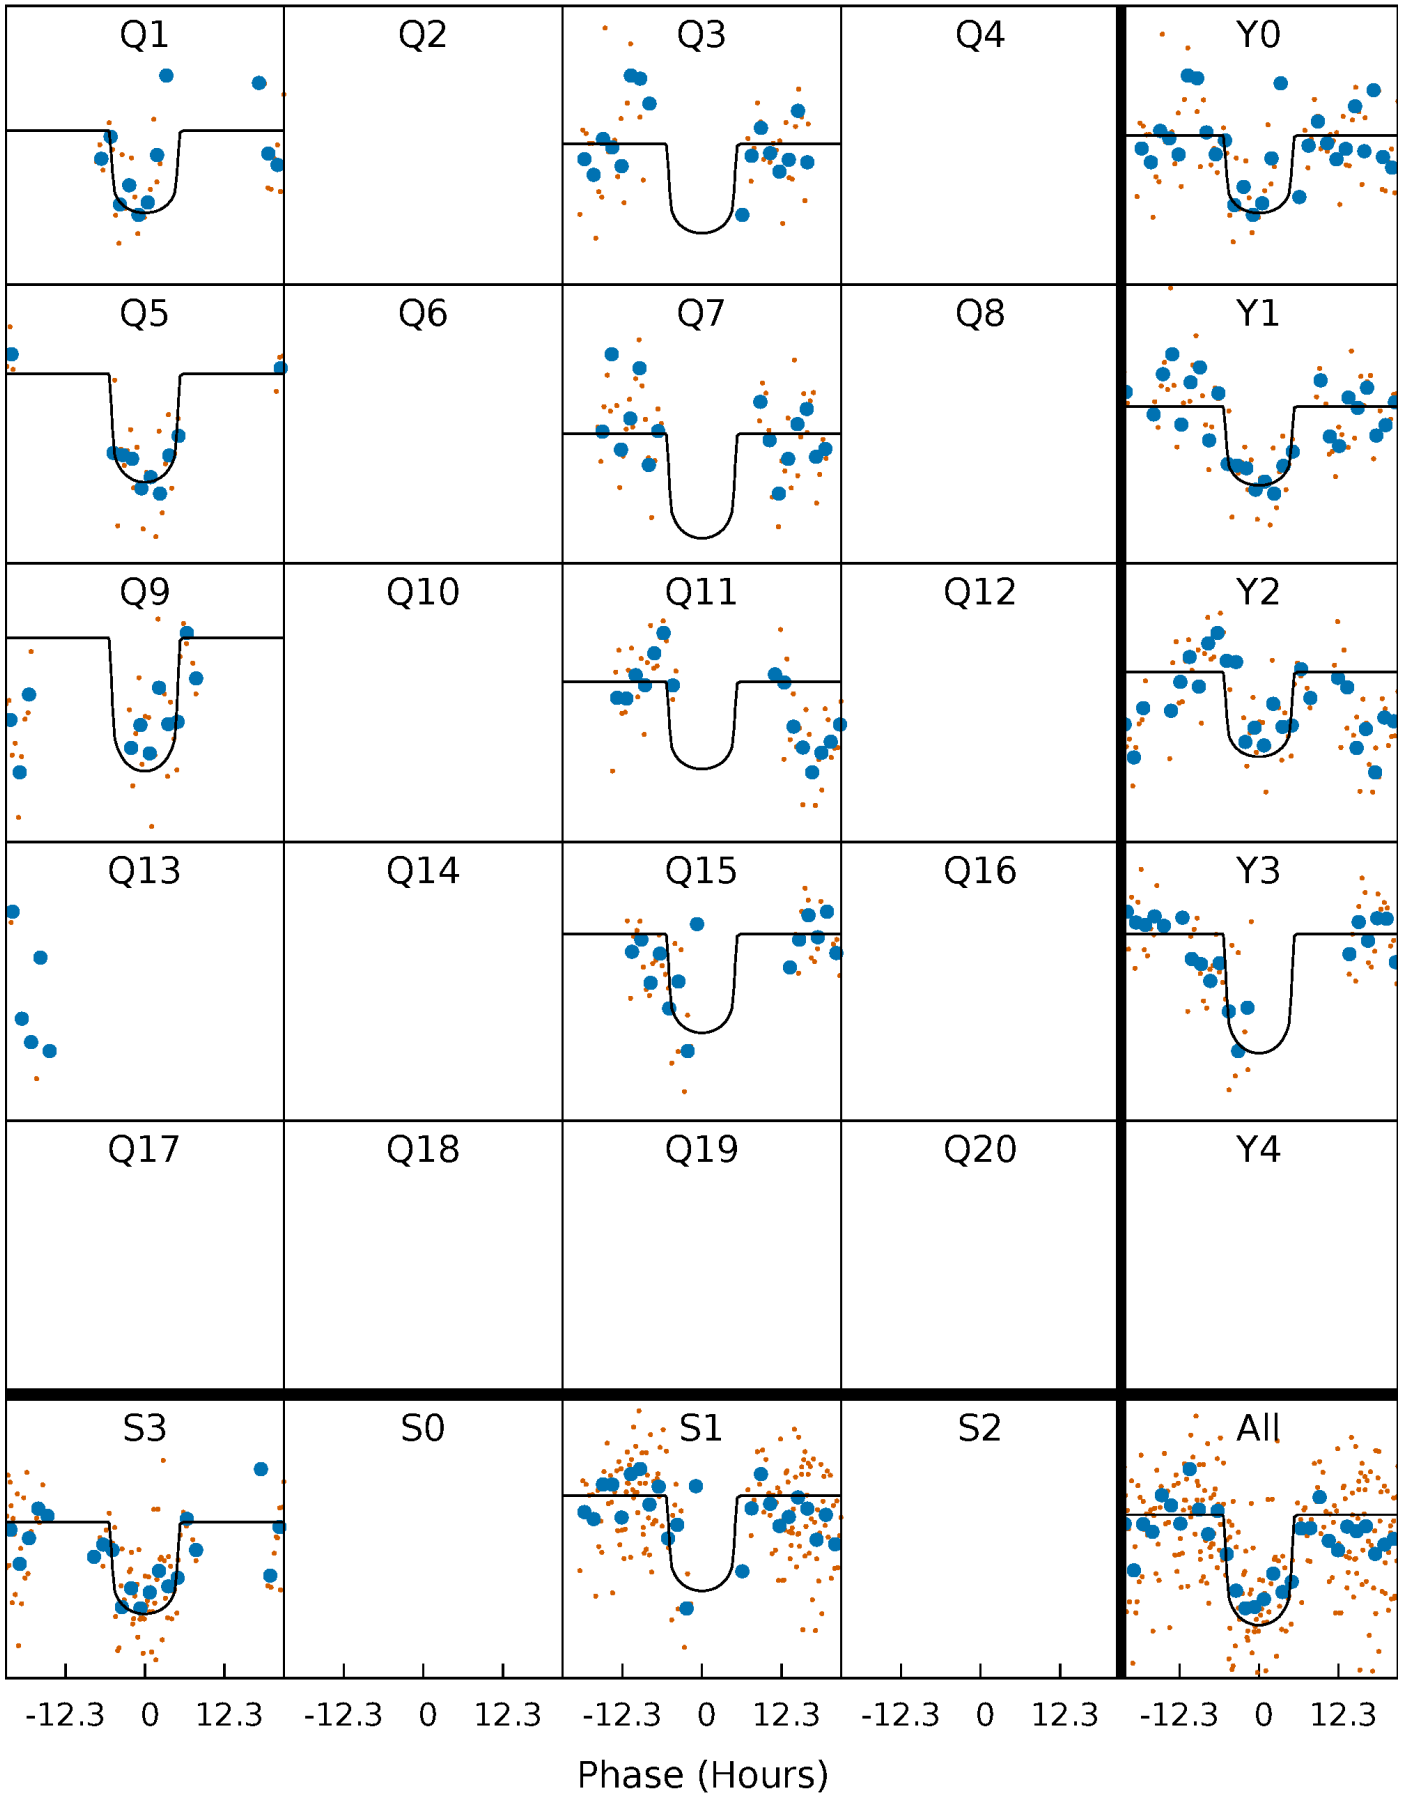 Q1 Q2 Q3 Q4 Y0
Q5 Q6 Q7 Q8 Y1
Q9 Q10 Q11 Q12 Y2
Q13 Q14 Q15 Q16 Y3
Q17 Q18 Q19 Q20 Y4
S3 S0 S1 S2 All
-12.3 0 12.3 -12.3 0 12.3 -12.3 0 12.3 -12.3 0 12.3 -12.3 0 12.3
Phase (Hours)